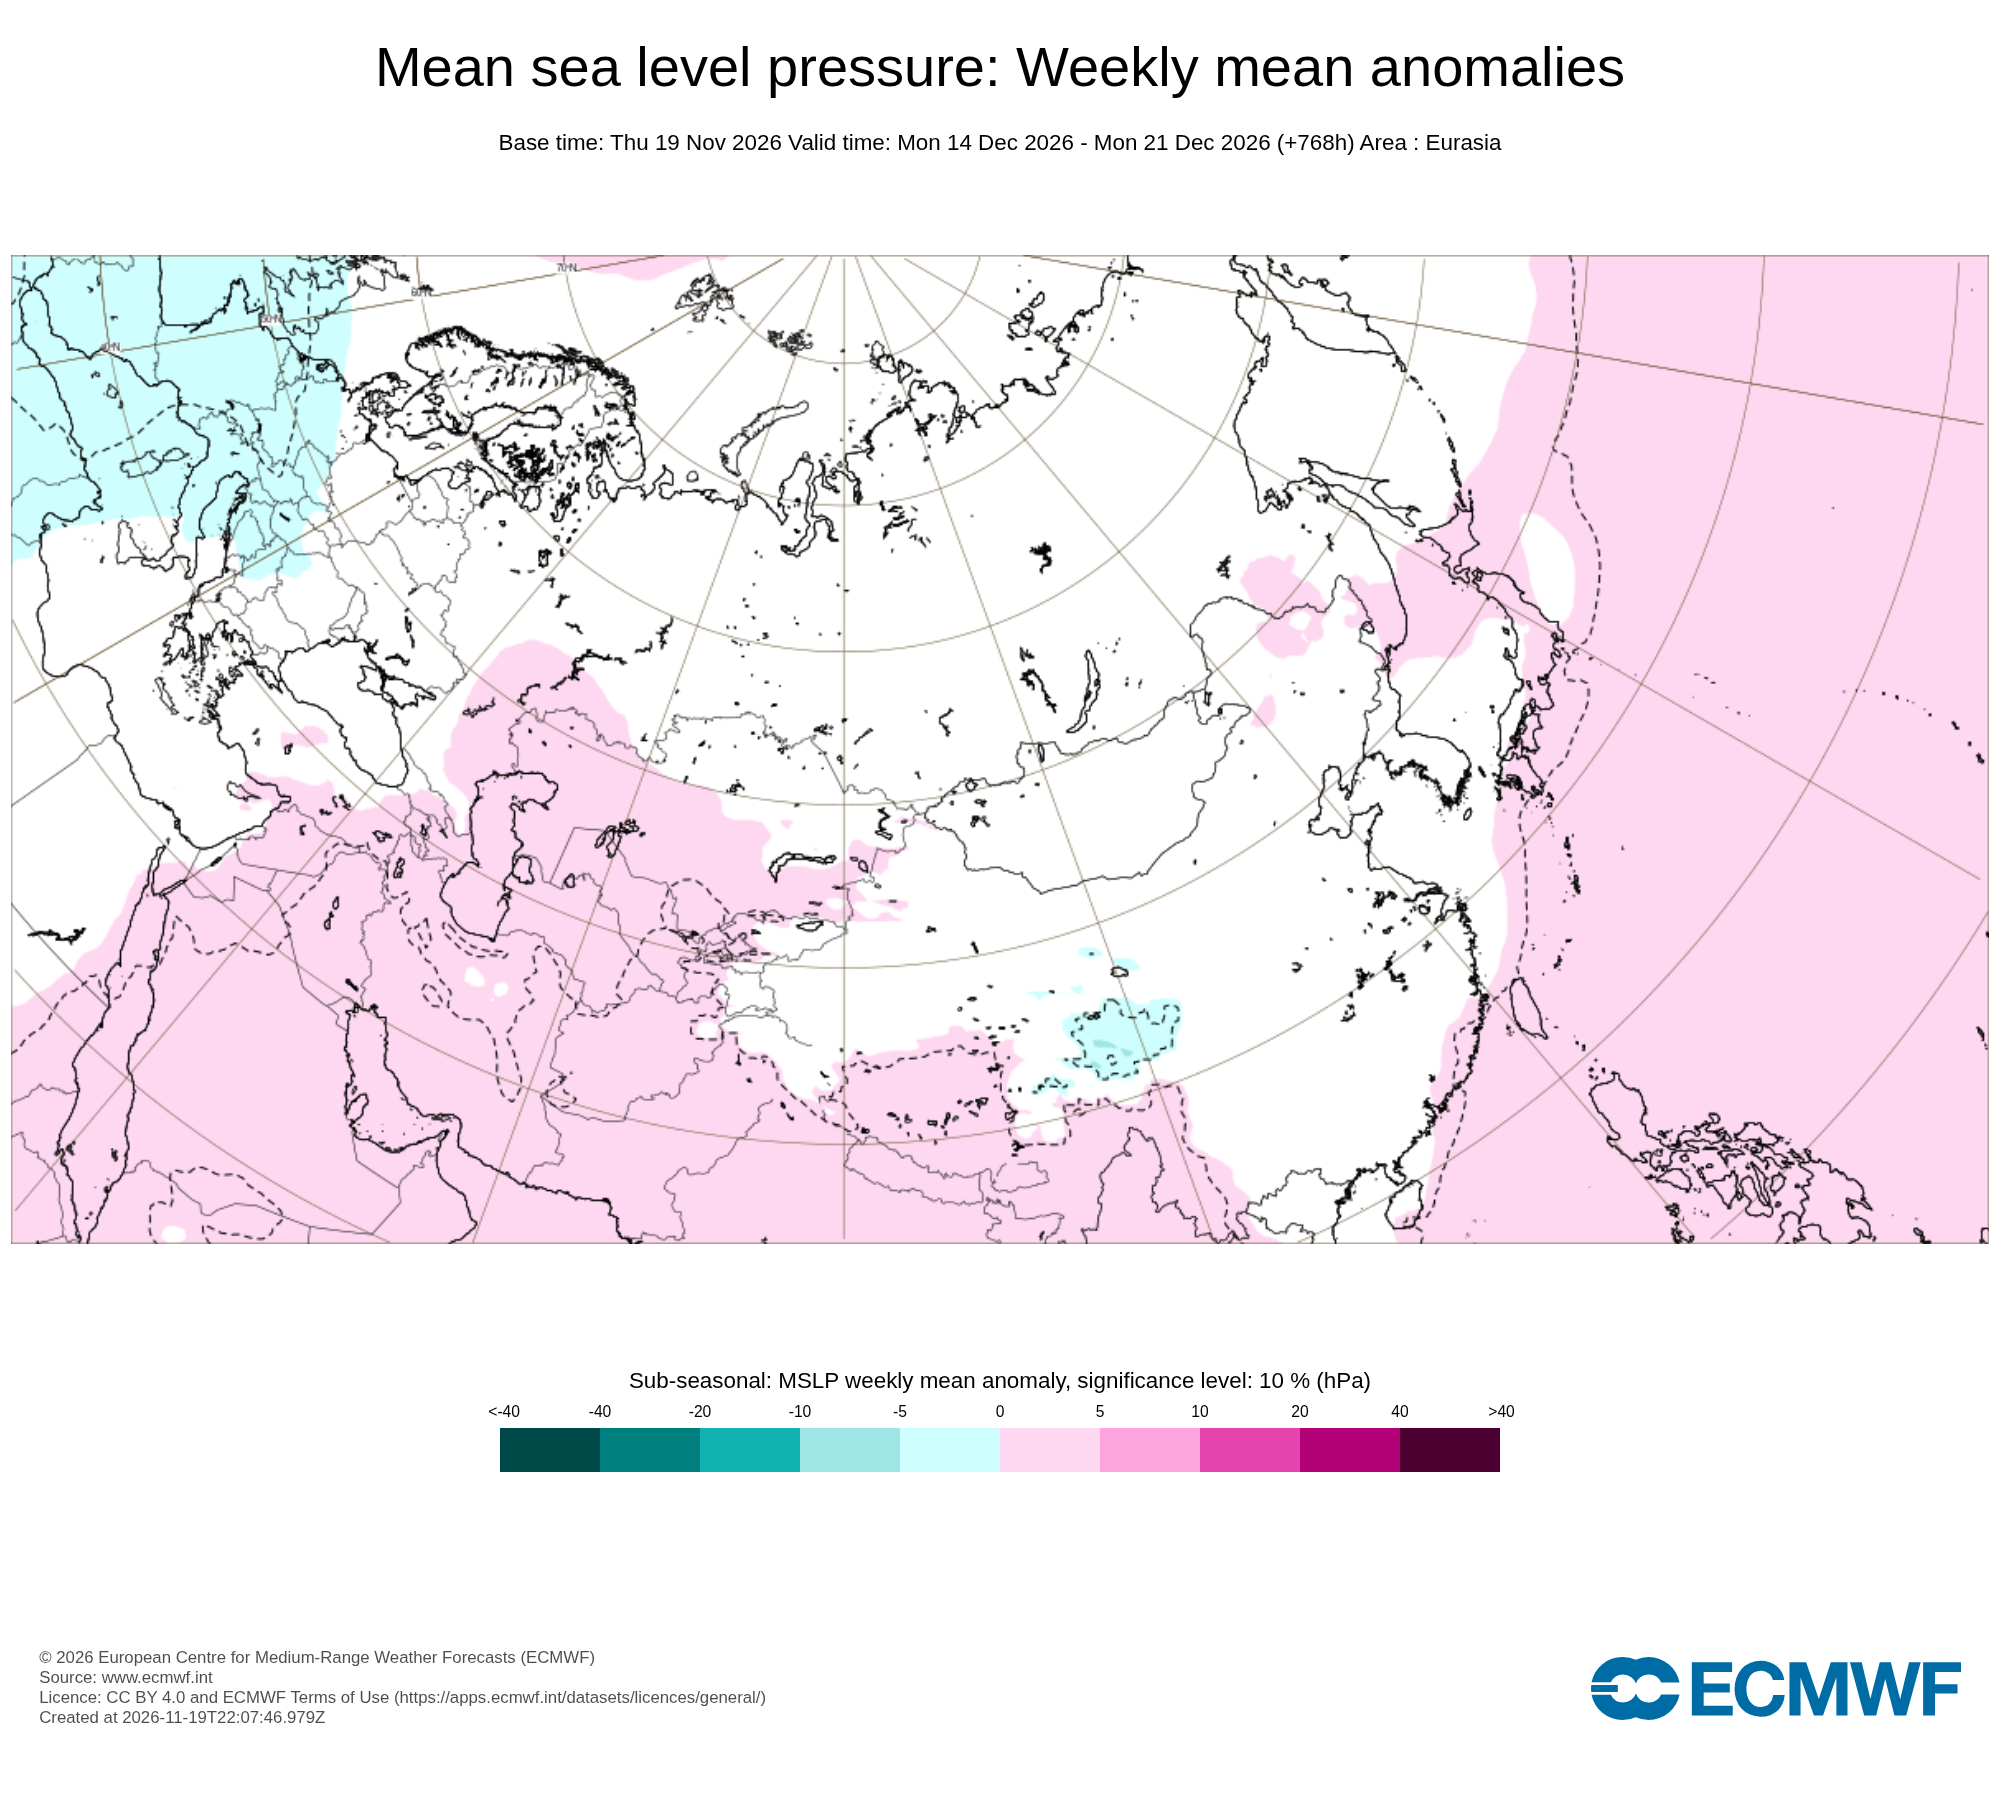 Mean sea level pressure: Weekly mean anomalies
Base time: Thu 19 Nov 2026 Valid time: Mon 14 Dec 2026 - Mon 21 Dec 2026 (+768h) Area : Eurasia
70°N
60°N
50°N
40°N
Sub-seasonal: MSLP weekly mean anomaly, significance level: 10 % (hPa)
<-40 -40 -20 -10 -5 0 5 10 20 40 >40
© 2026 European Centre for Medium-Range Weather Forecasts (ECMWF)
Source: www.ecmwf.int
Licence: CC BY 4.0 and ECMWF Terms of Use (https://apps.ecmwf.int/datasets/licences/general/)
Created at 2026-11-19T22:07:46.979Z
ECMWF